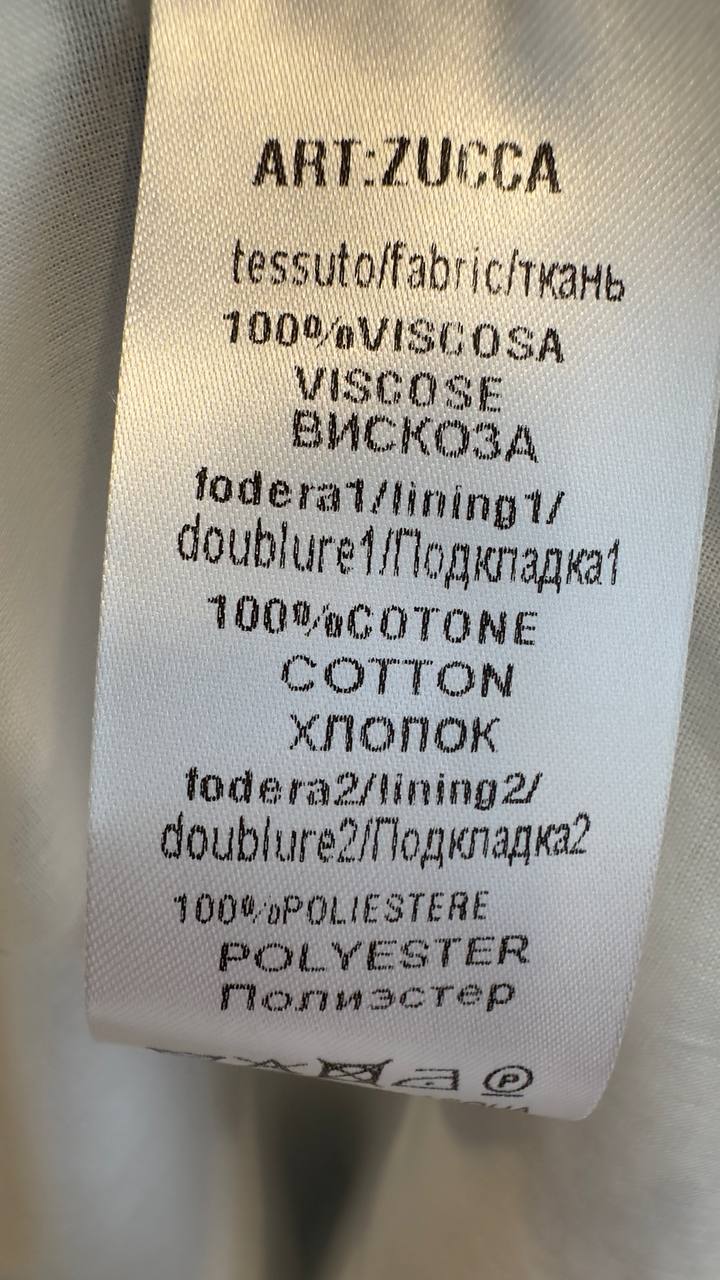 ART:ZUCCA
tessuto/fabric/ткань
100%VISCOSA
VISCOSE
ВИСКОЗА
fodera1/lining1/
doublure1/Подкладка1
100%COTONE
COTTON
ХЛОПОК
fodera2/lining2/
doublure2/Подкладка2
100%POLIESTERE
POLYESTER
Полиэстер
P